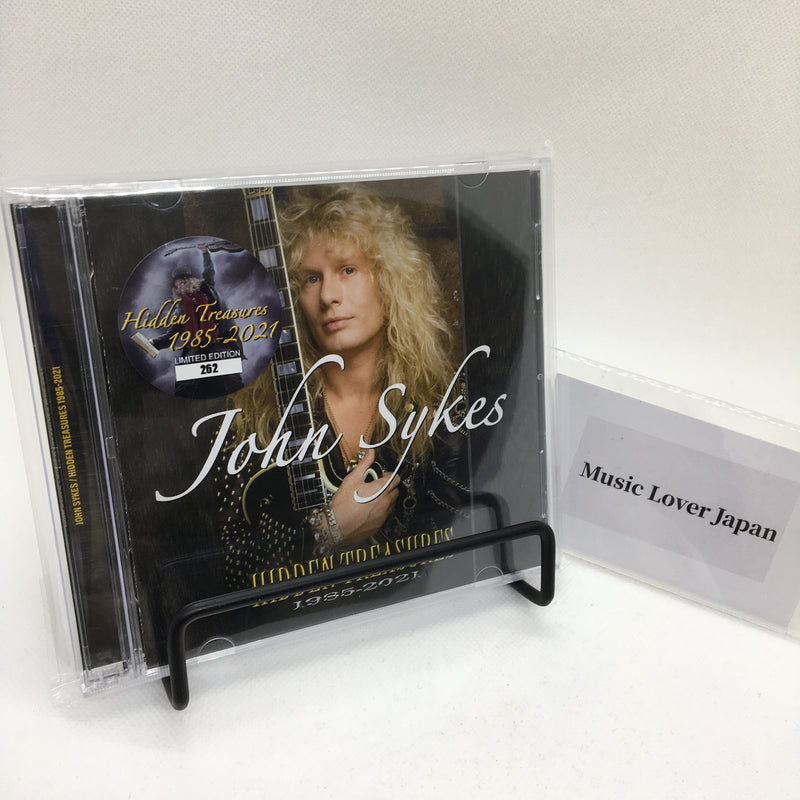 JOHN SYKES / HIDDEN TREASURES 1985-2021
Hidden Treasures
1985-2021
LIMITED EDITION
262
John Sykes
HIDDEN TREASURES
1985-2021
Music Lover Japan